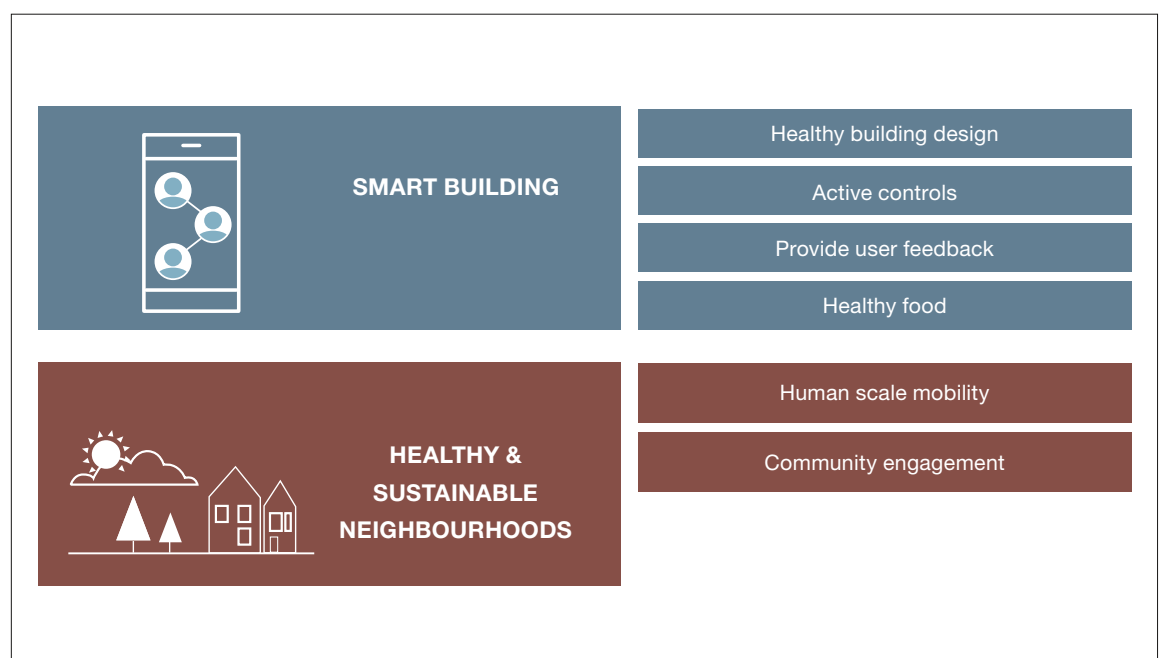 SMART BUILDING
Healthy building design
Active controls
Provide user feedback
Healthy food
HEALTHY &
SUSTAINABLE
NEIGHBOURHOODS
Human scale mobility
Community engagement